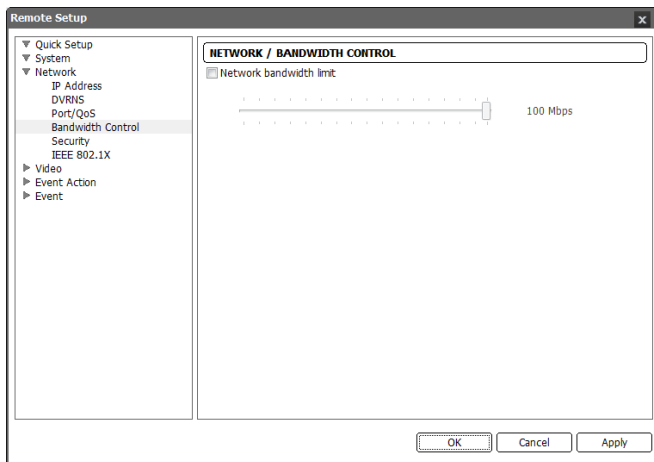 Remote Setup
x
Quick Setup
System
Network
IP Address
DVRNS
Port/QoS
Bandwidth Control
Security
IEEE 802.1X
Video
Event Action
Event
NETWORK / BANDWIDTH CONTROL
Network bandwidth limit
100 Mbps
OK
Cancel
Apply